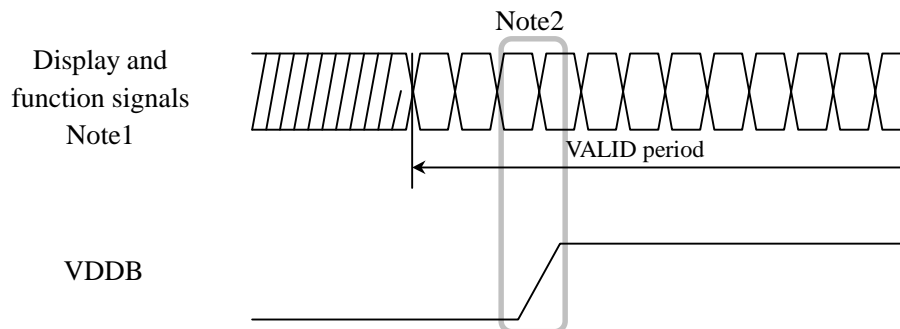 Note2
Display and
function signals
Note1
VALID period
VDDB